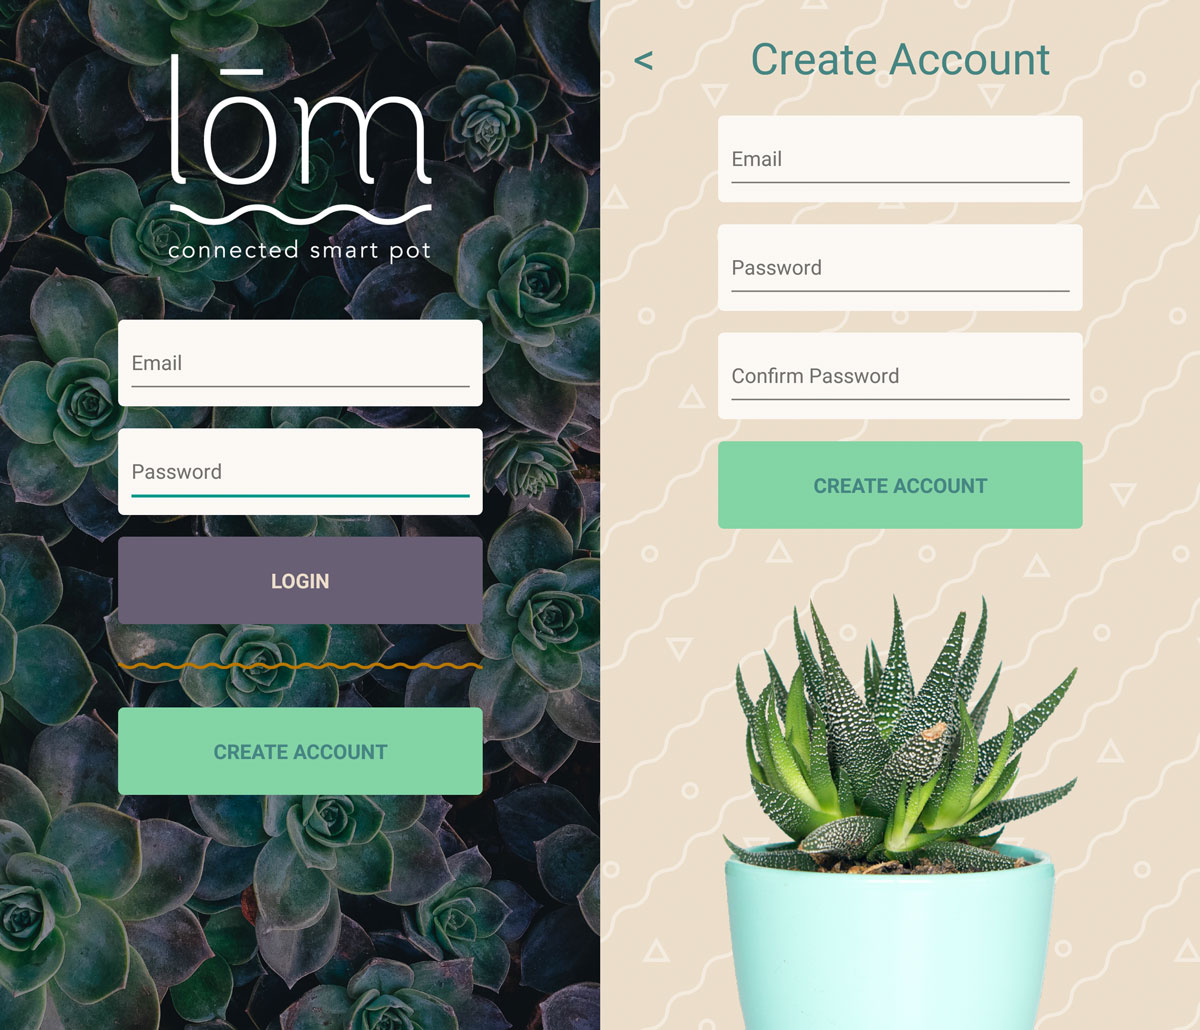 lōm
connected smart pot
Email
Password
LOGIN
CREATE ACCOUNT
< Create Account
Email
Password
Confirm Password
CREATE ACCOUNT